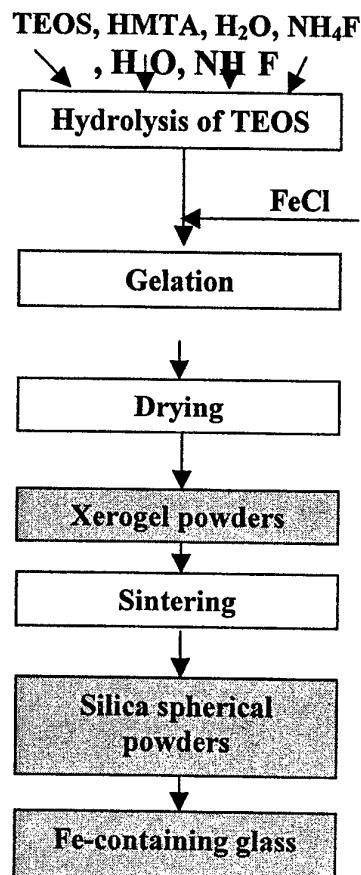 TEOS, HMTA, H₂O, NH₄F
, H O, NH F
Hydrolysis of TEOS
FeCl
Gelation
Drying
Xerogel powders
Sintering
Silica spherical
powders
Fe-containing glass